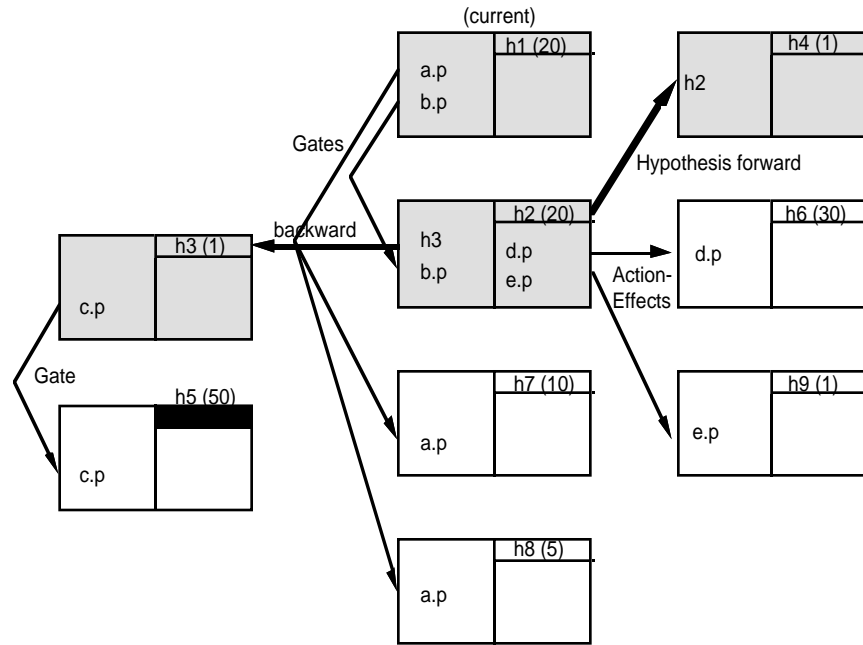 (current)
h1 (20)
a.p
b.p
h4 (1)
h2
Gates
Hypothesis forward
backward
h3 (1)
c.p
h2 (20)
h3
b.p
d.p
e.p
h6 (30)
d.p
Action-
Effects
Gate
h5 (50)
c.p
h7 (10)
a.p
h9 (1)
e.p
h8 (5)
a.p